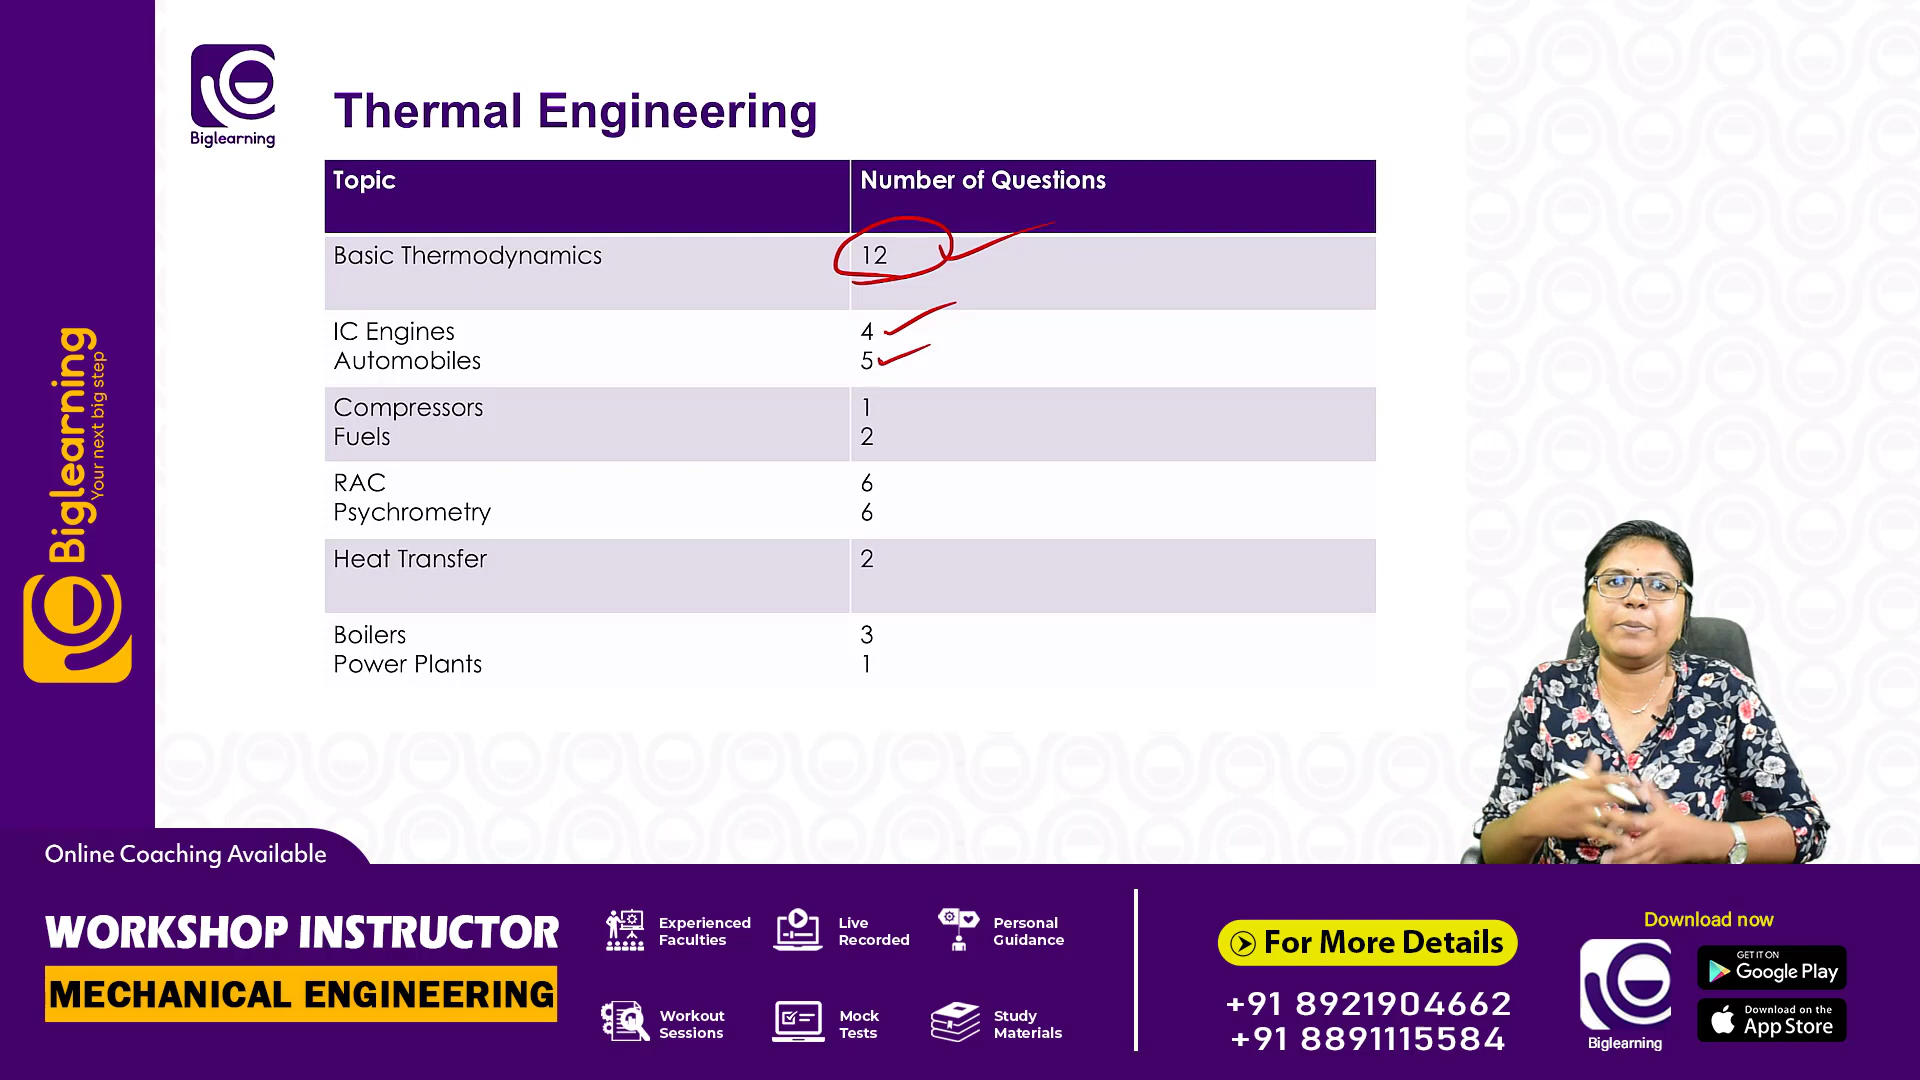 Biglearning
Thermal Engineering
Topic
Number of Questions
Basic Thermodynamics
12
IC Engines
4
Automobiles
5
Compressors
1
Fuels
2
RAC
6
Psychrometry
6
Heat Transfer
2
Boilers
3
Power Plants
1
Biglearning
Your next big step
Online Coaching Available
WORKSHOP INSTRUCTOR
MECHANICAL ENGINEERING
Experienced
Faculties
Live
Recorded
Personal
Guidance
Workout
Sessions
Mock
Tests
Study
Materials
For More Details
+91 8921904662
+91 8891115584
Download now
Biglearning
GET IT ON
Google Play
Download on the
App Store